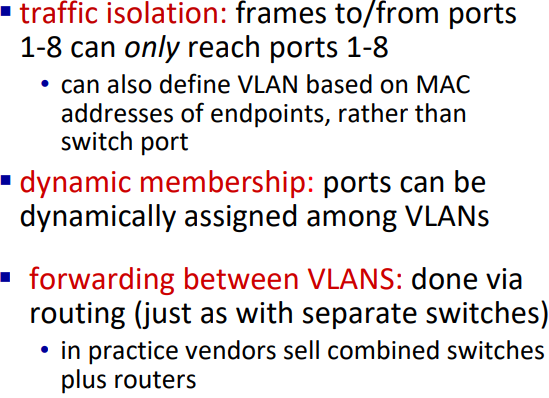 ▪ traffic isolation: frames to/from ports
1-8 can only reach ports 1-8
• can also define VLAN based on MAC
addresses of endpoints, rather than
switch port
▪ dynamic membership: ports can be
dynamically assigned among VLANs
▪ forwarding between VLANS: done via
routing (just as with separate switches)
• in practice vendors sell combined switches
plus routers